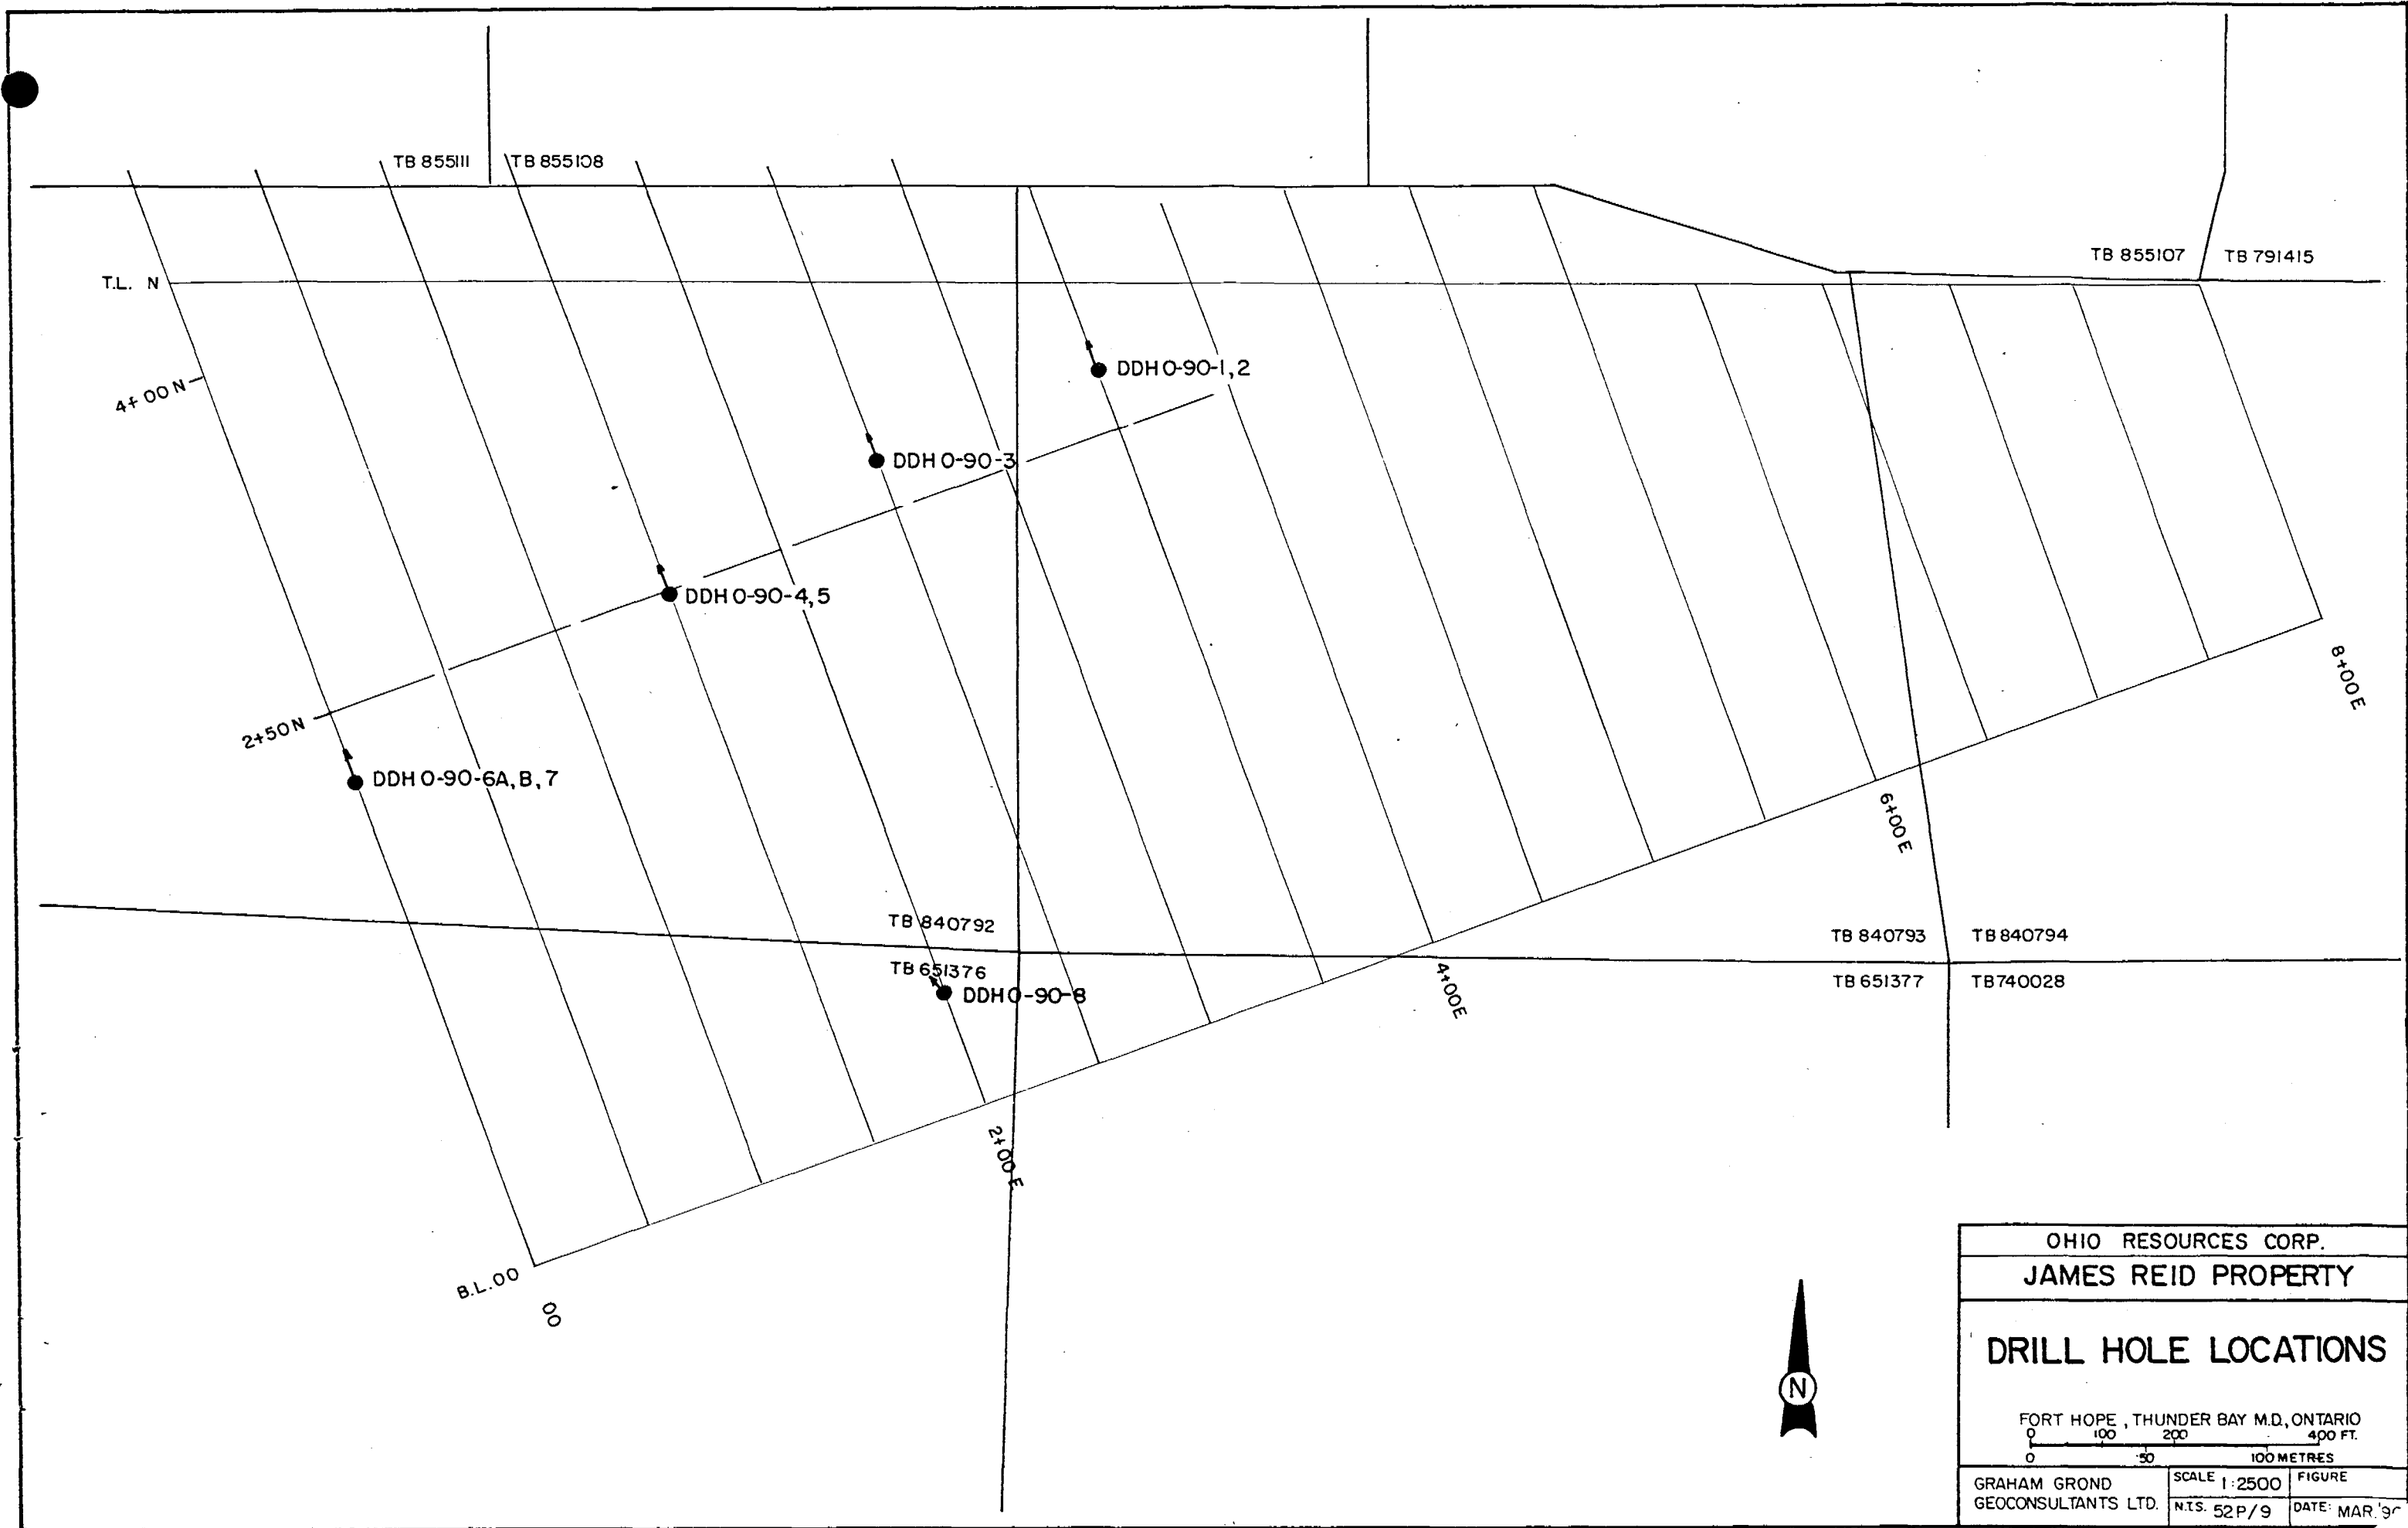 TB 855111
TB 855108
TB 855107
TB 791415
T.L. N
4+00N
DDH O-90-1,2
DDH O-90-3
DDH O-90-4,5
2+50N
DDH O-90-6A,B,7
8+00E
6+00E
TB 840792
TB 840793
TB 840794
TB 651376
TB 651377
TB740028
DDH O-90-8
4+00E
2+00E
B.L.00
00
N
OHIO RESOURCES CORP.
JAMES REID PROPERTY
DRILL HOLE LOCATIONS
FORT HOPE, THUNDER BAY M.D., ONTARIO
0 100 200 400 FT.
0 50 100 METRES
GRAHAM GROND
GEOCONSULTANTS LTD.
SCALE 1:2500
FIGURE
N.T.S. 52P/9
DATE: MAR.